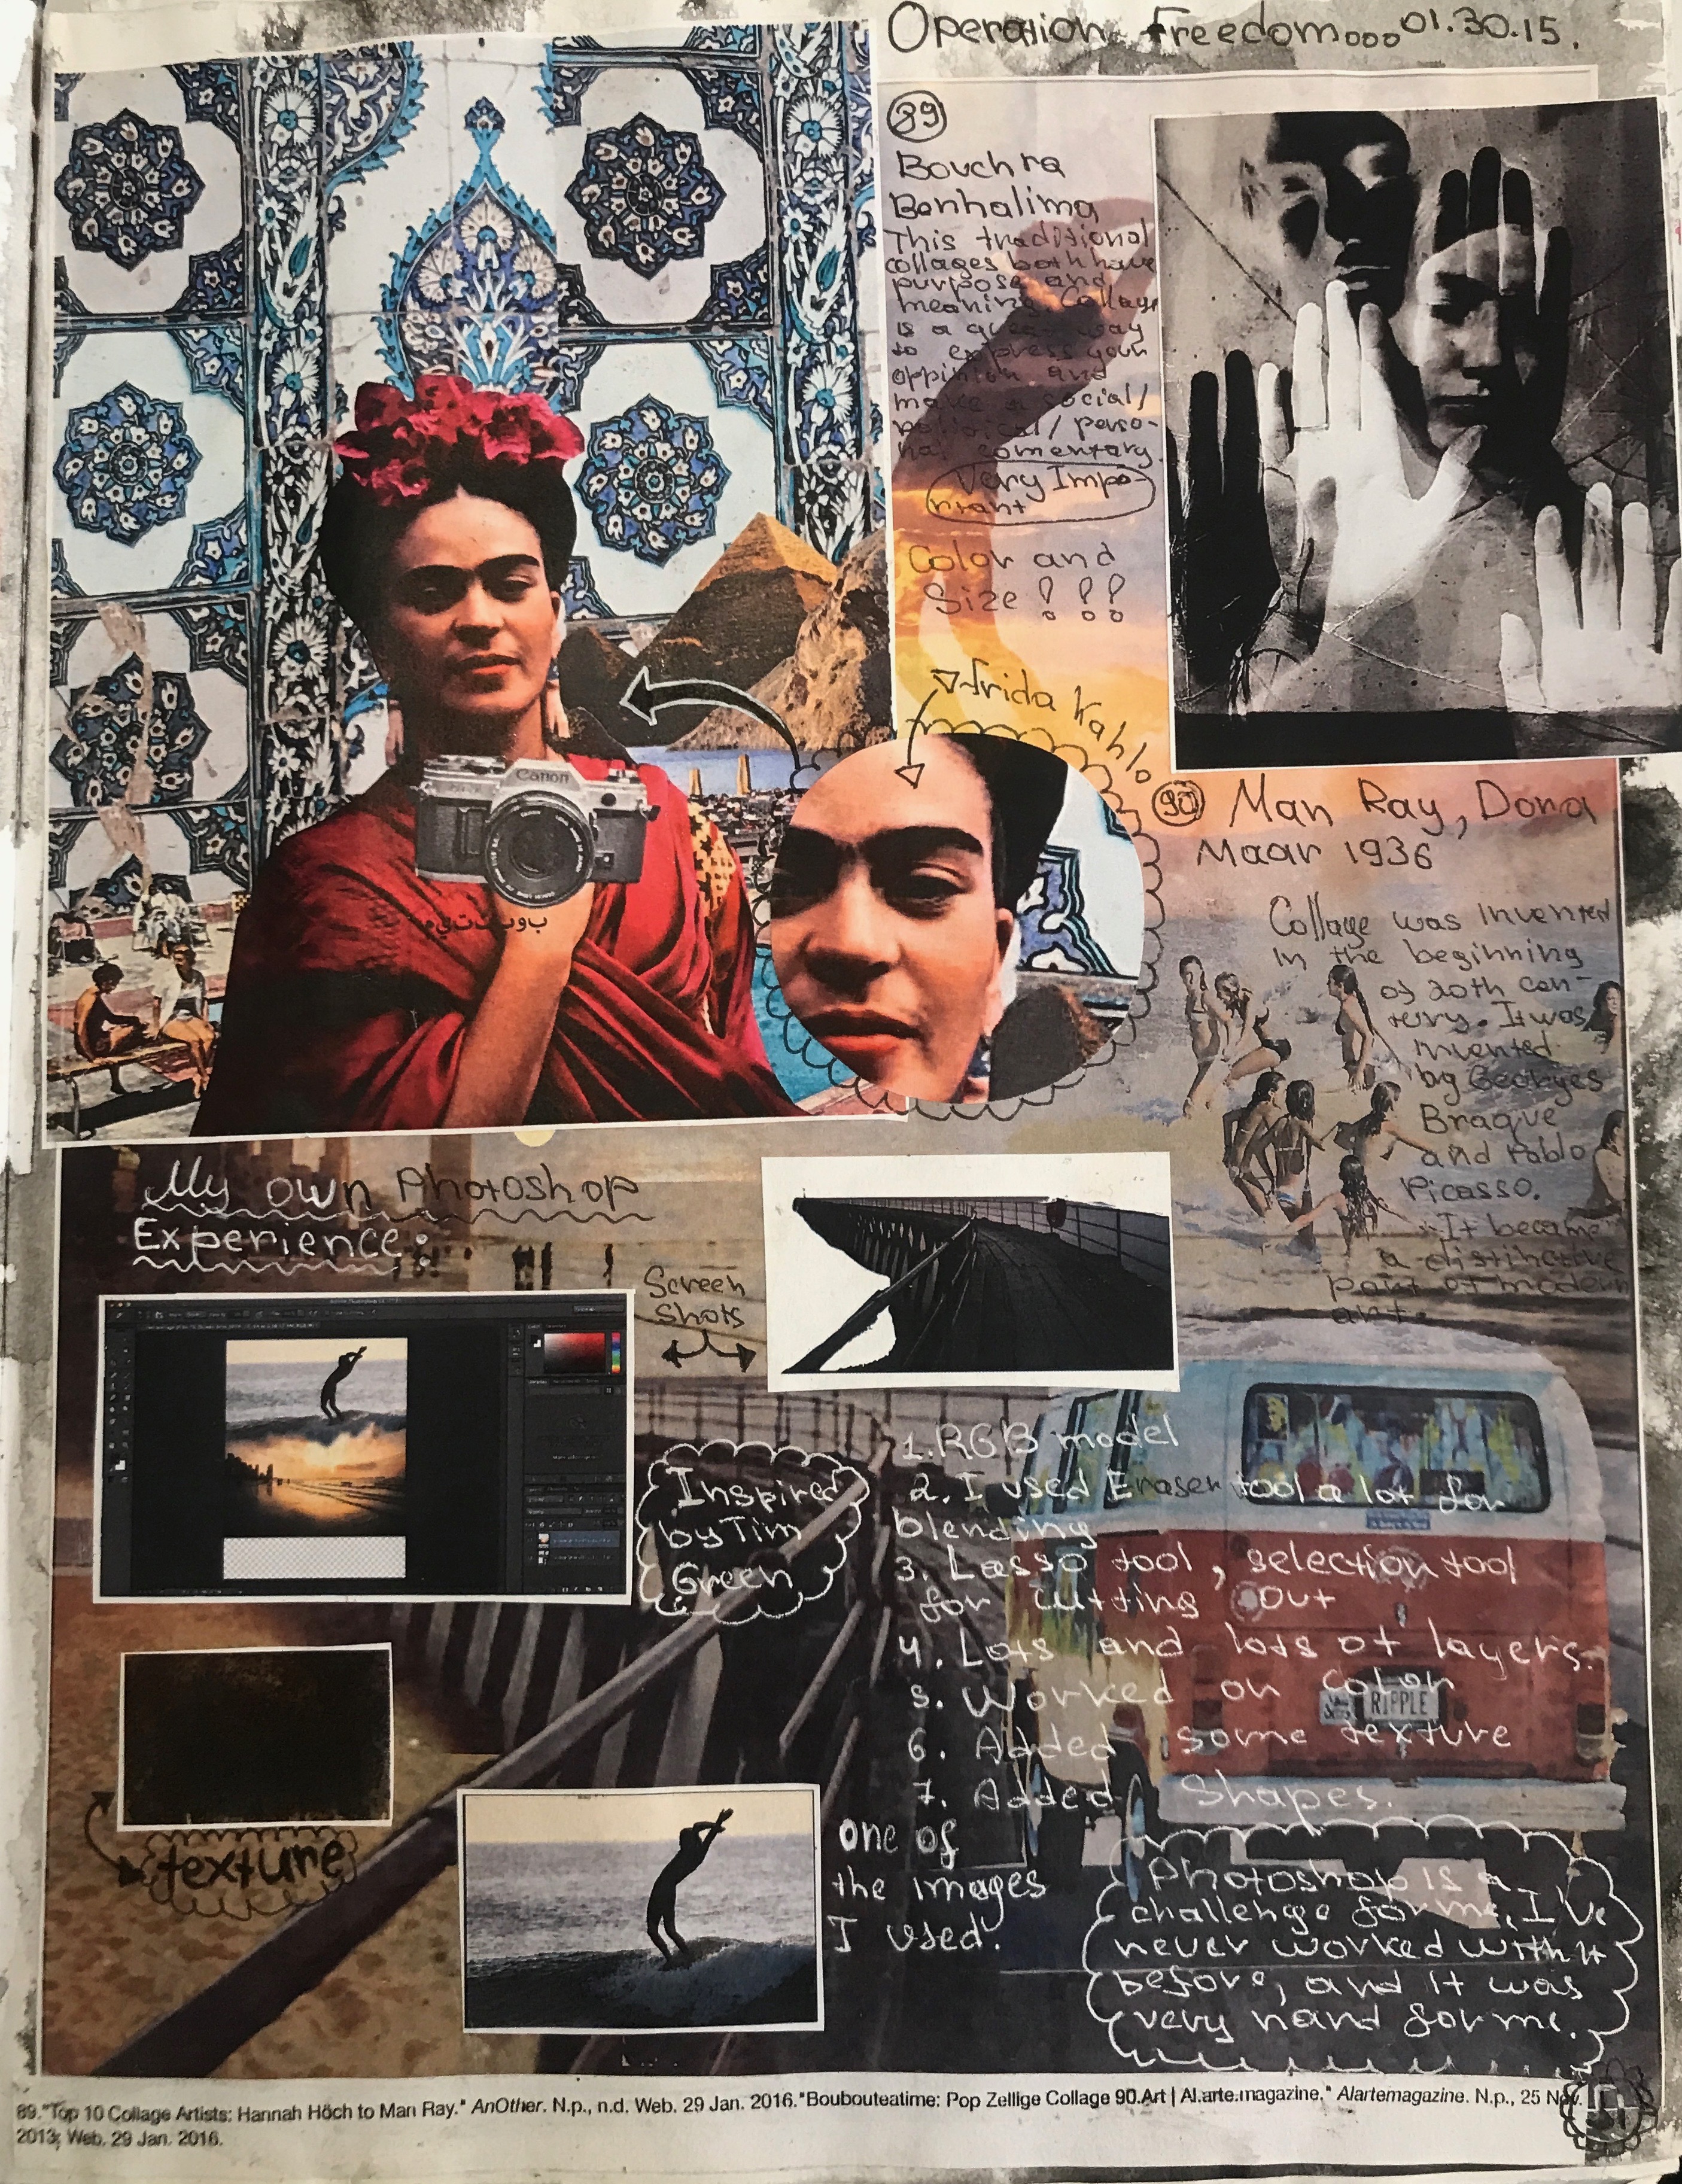 Operation Freedom... 01.30.15.
89
Bouchra
Benhalima
This traditional
collages both have
purpose and
meaning. Collage
is a great way
to express your
oppinion and
make a social/
political/ perso-
nal comentary.
Very Impo-
rtant
Color and
Size !!!
Frida Kahlo
Canon
بوبتيتي
90 Man Ray, Dora
Maar 1936
Collage was invented
in the beginning
of 20th cen-
tury. It was
invented
by Georges
Braque
and Pablo
Picasso.
It became
a distinctive
part of modern
art.
My own Photoshop
Experience:
Screen
Shots
Inspired
by Tim
Green
1. RGB model
2. I used Eraser tool a lot for
blending
3. Lasso tool, selection tool
for cutting out
4. Lots and lots of layers.
5. Worked on color
6. Added some texture
7. Added Shapes.
RIPPLE
texture
one of
the images
I used.
Photoshop is a
challenge for me, I've
never worked with it
before, and it was
very hard for me.
89."Top 10 Collage Artists: Hannah Höch to Man Ray." AnOther. N.p., n.d. Web. 29 Jan. 2016."Boubouteatime: Pop Zellige Collage 90.Art | Al.arte.magazine." Alartemagazine. N.p., 25 Nov.
2013; Web. 29 Jan. 2016.